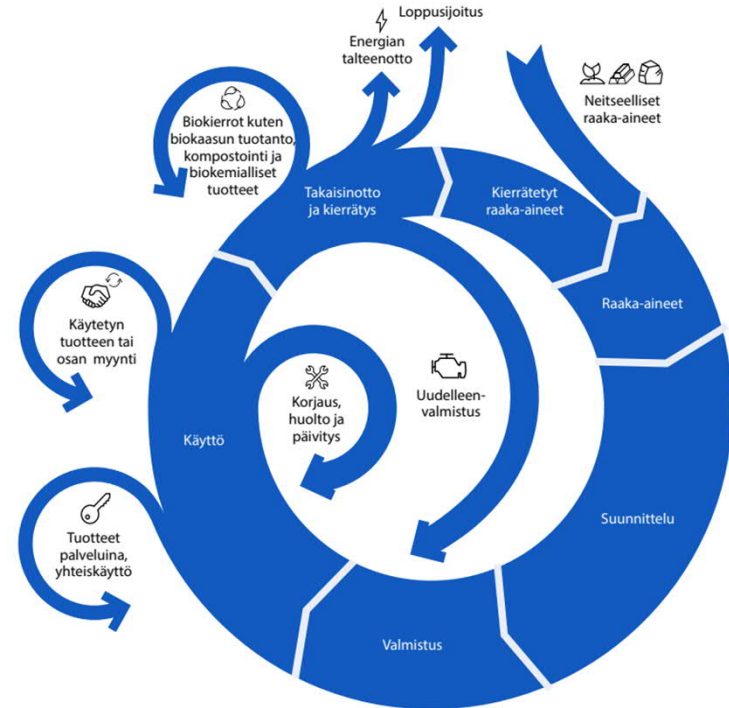 Loppusijoitus
Energian
talteenotto
Neitseelliset
raaka-aineet
Biokierrot kuten
biokaasun tuotanto,
kompostointi ja
biokemialliset
tuotteet
Takaisinotto
ja kierrätys
Kierrätetyt
raaka-aineet
Raaka-aineet
Käytetyn
tuotteen tai
osan myynti
Korjaus,
huolto ja
päivitys
Uudelleen-
valmistus
Käyttö
Suunnittelu
Tuotteet
palveluina,
yhteiskäyttö
Valmistus